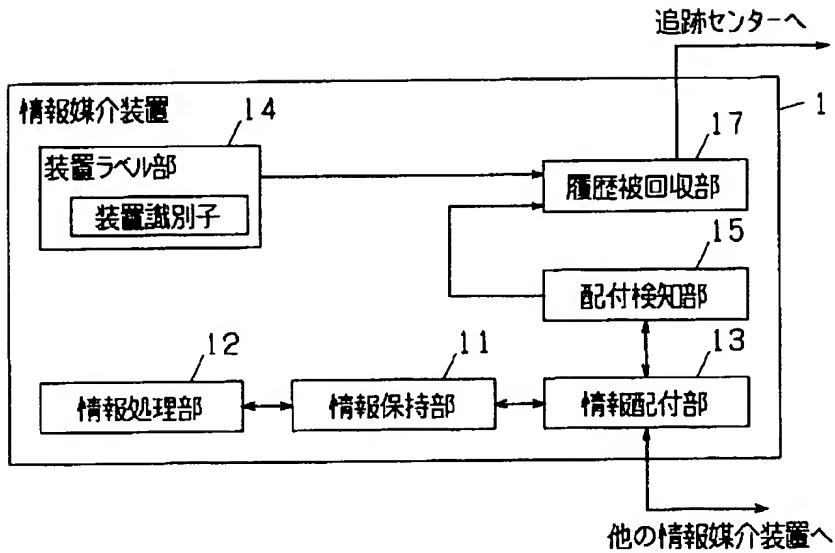 追跡センターへ
情報媒介装置
1
14
装置ラベル部
装置識別子
17
履歴被回収部
15
配付検知部
12
情報処理部
11
情報保持部
13
情報配付部
他の情報媒介装置へ